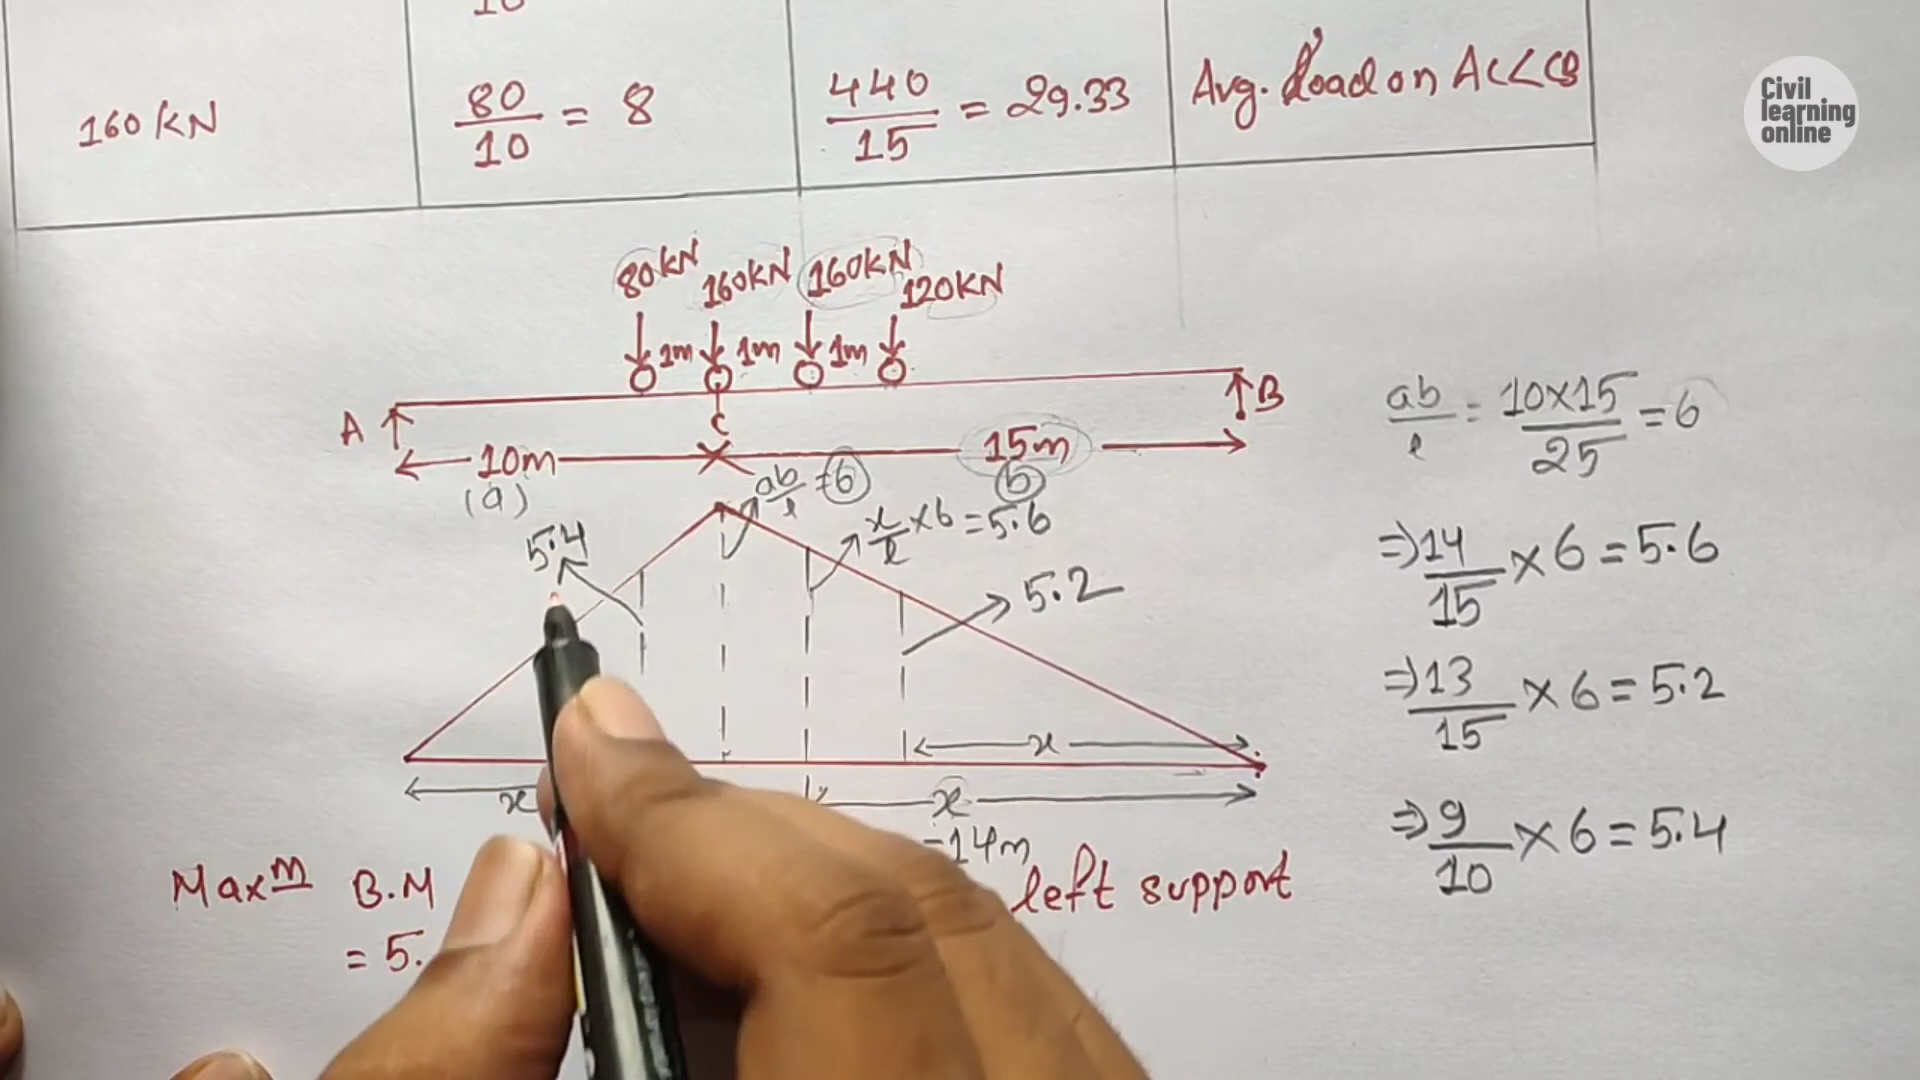 10
160 KN
80/10 = 8
440/15 = 29.33
Avg. Load on AC < CB
Civil
learning
online
80KN
160KN
160KN
120KN
1m
1m
1m
A
C
B
10m
15m
(a)
b
ab/l = 6
x/l × 6 = 5.6
5.4
5.2
x
x
x
=14m
Maxm B.M
left support
= 5.
ab/l = 10×15/25 = 6
⇒ 14/15 × 6 = 5.6
⇒ 13/15 × 6 = 5.2
⇒ 9/10 × 6 = 5.4